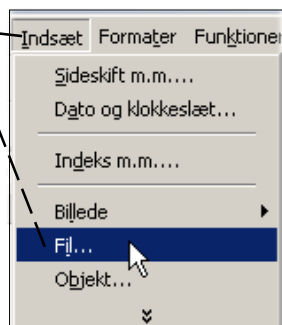 Indsæt Formater Funktioner
Sideskift m.m....
Dato og klokkeslæt...
Indeks m.m....
Billede
Fil...
Objekt...